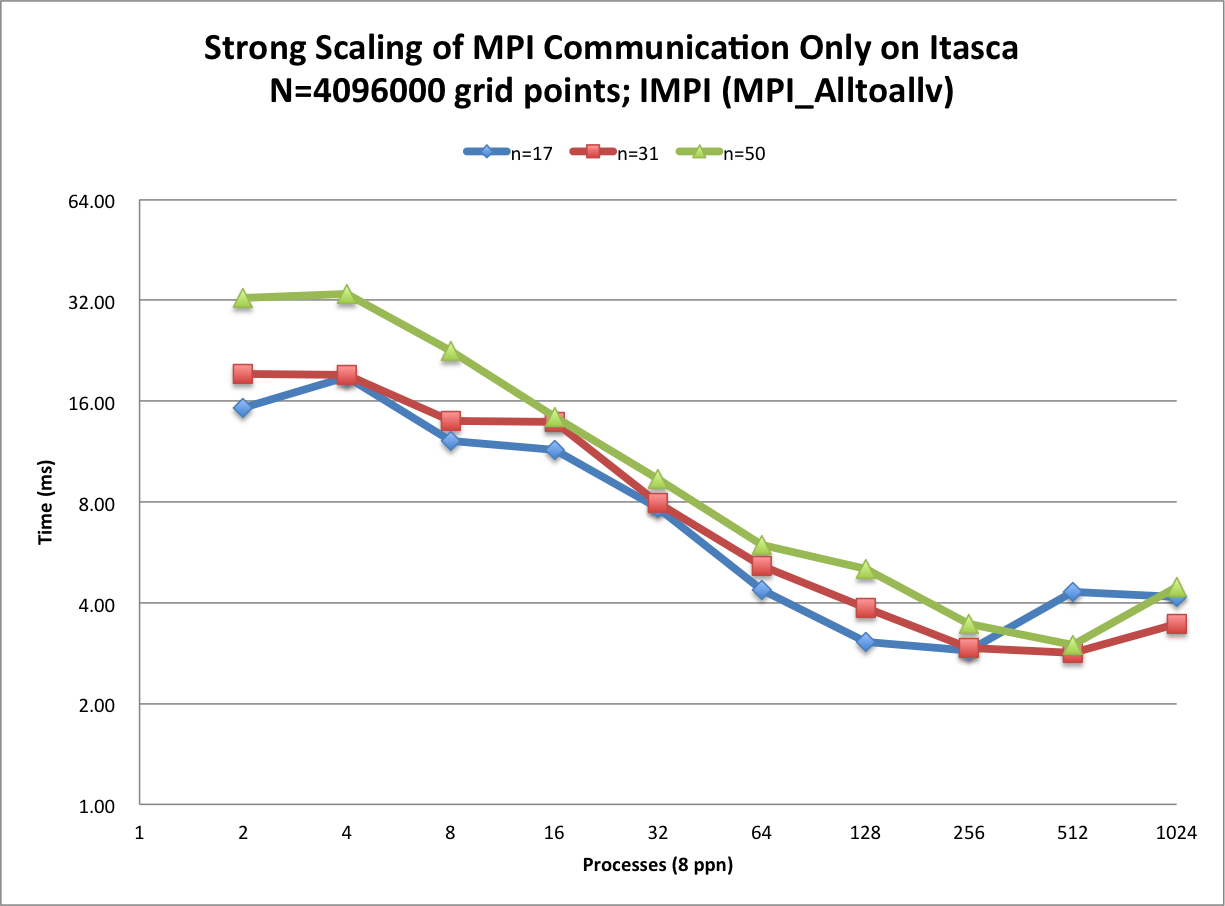 Strong Scaling of MPI Communication Only on Itasca
N=4096000 grid points; IMPI (MPI_Alltoallv)
n=17 n=31 n=50
64.00
32.00
16.00
8.00
4.00
2.00
1.00
Time (ms)
1 2 4 8 16 32 64 128 256 512 1024
Processes (8 ppn)